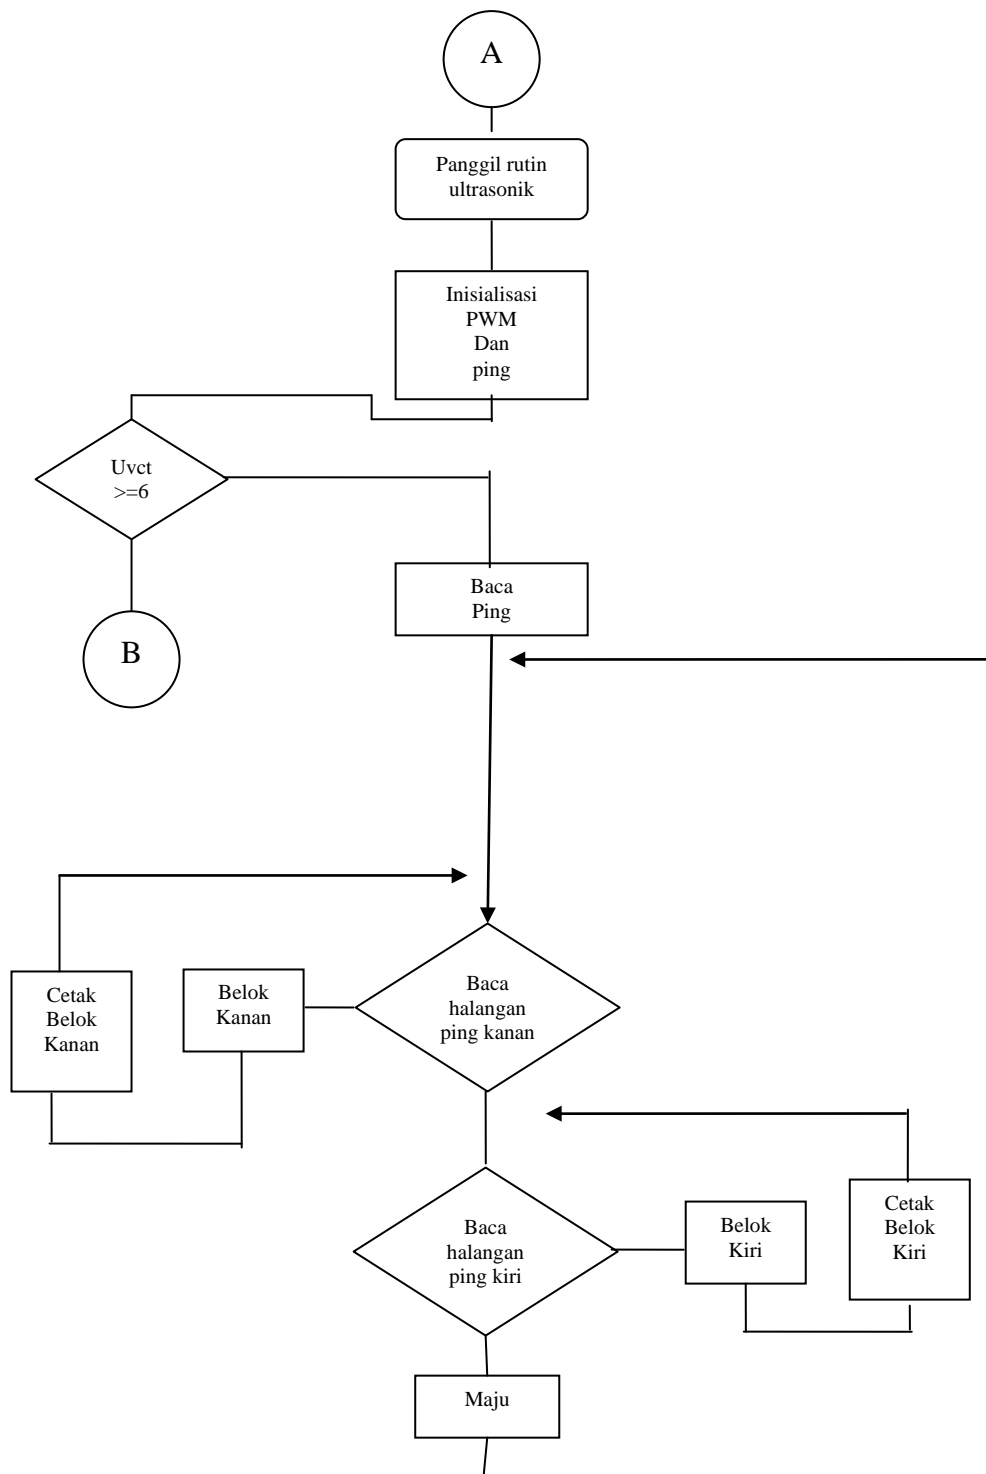 A
Panggil rutin
ultrasonik
Inisialisasi
PWM
Dan
ping
Uvct
>=6
Baca
Ping
B
Baca
halangan
ping kanan
Belok
Kanan
Cetak
Belok
Kanan
Baca
halangan
ping kiri
Belok
Kiri
Cetak
Belok
Kiri
Maju